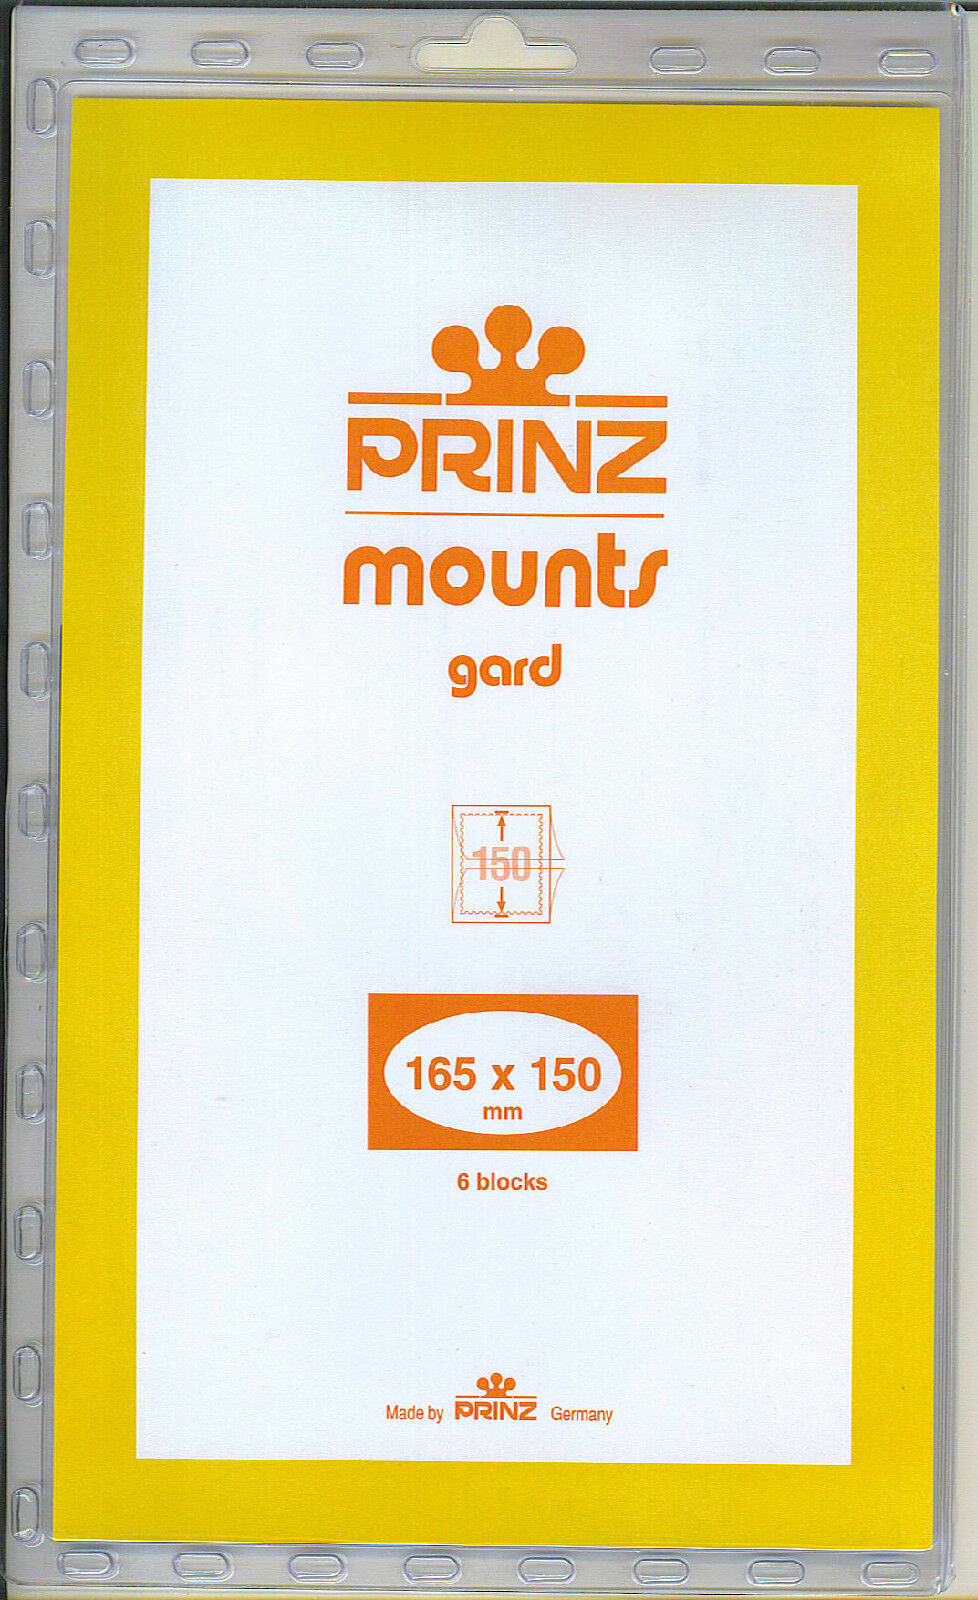 PRINZ
mounts
gard
150
165 x 150
mm
6 blocks
Made by PRINZ Germany